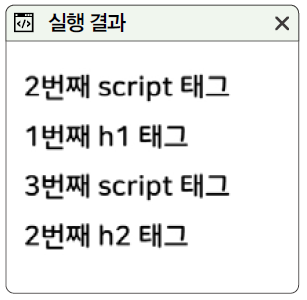 실행 결과
2번째 script 태그
1번째 h1 태그
3번째 script 태그
2번째 h2 태그